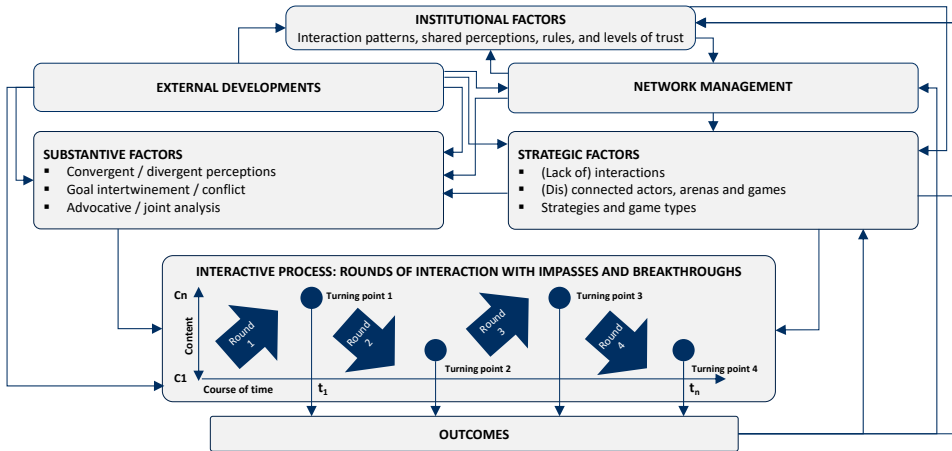 INSTITUTIONAL FACTORS
Interaction patterns, shared perceptions, rules, and levels of trust
EXTERNAL DEVELOPMENTS
NETWORK MANAGEMENT
SUBSTANTIVE FACTORS
▪ Convergent / divergent perceptions
▪ Goal intertwinement / conflict
▪ Advocative / joint analysis
STRATEGIC FACTORS
▪ (Lack of) interactions
▪ (Dis) connected actors, arenas and games
▪ Strategies and game types
INTERACTIVE PROCESS: ROUNDS OF INTERACTION WITH IMPASSES AND BREAKTHROUGHS
Cn
Content
C1
Round
1
Turning point 1
Round
2
Turning point 2
Round
3
Turning point 3
Round
4
Turning point 4
Course of time
t1
tn
OUTCOMES